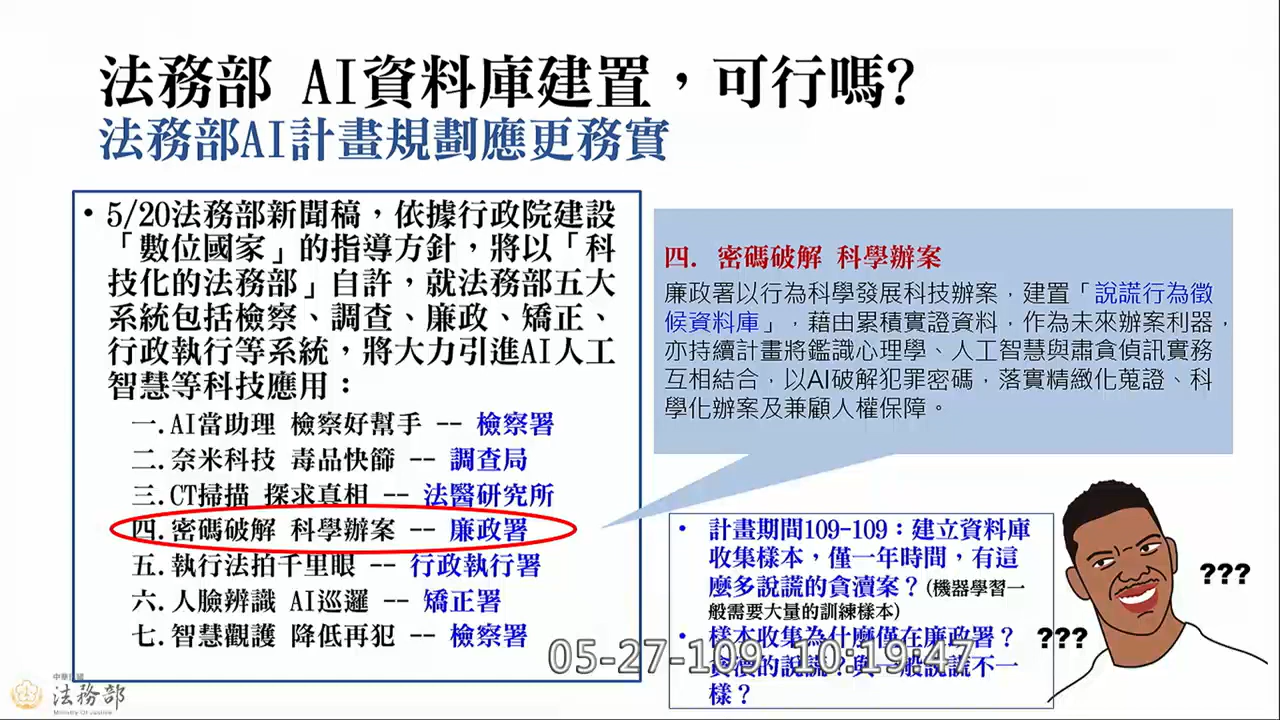 法務部 AI資料庫建置，可行嗎?
法務部AI計畫規劃應更務實
• 5/20法務部新聞稿，依據行政院建設
「數位國家」的指導方針，將以「科
技化的法務部」自許，就法務部五大
系統包括檢察、調查、廉政、矯正、
行政執行等系統，將大力引進AI人工
智慧等科技應用：
一.AI當助理 檢察好幫手 -- 檢察署
二.奈米科技 毒品快篩 -- 調查局
三.CT掃描 探求真相 -- 法醫研究所
四.密碼破解 科學辦案 -- 廉政署
五.執行法拍千里眼 -- 行政執行署
六.人臉辨識 AI巡邏 -- 矯正署
七.智慧觀護 降低再犯 -- 檢察署
四. 密碼破解 科學辦案
廉政署以行為科學發展科技辦案，建置「說謊行為徵
候資料庫」，藉由累積實證資料，作為未來辦案利器，
亦持續計畫將鑑識心理學、人工智慧與肅貪偵訊實務
互相結合，以AI破解犯罪密碼，落實精緻化蒐證、科
學化辦案及兼顧人權保障。
• 計畫期間109-109：建立資料庫
收集樣本，僅一年時間，有這
麼多說謊的貪瀆案？(機器學習一
般需要大量的訓練樣本)
• 樣本收集為什麼僅在廉政署？
的說謊？與一般說謊不一
樣？
???
???
05-27-109 10:19:47
中華民國
法務部
Ministry Of Justice